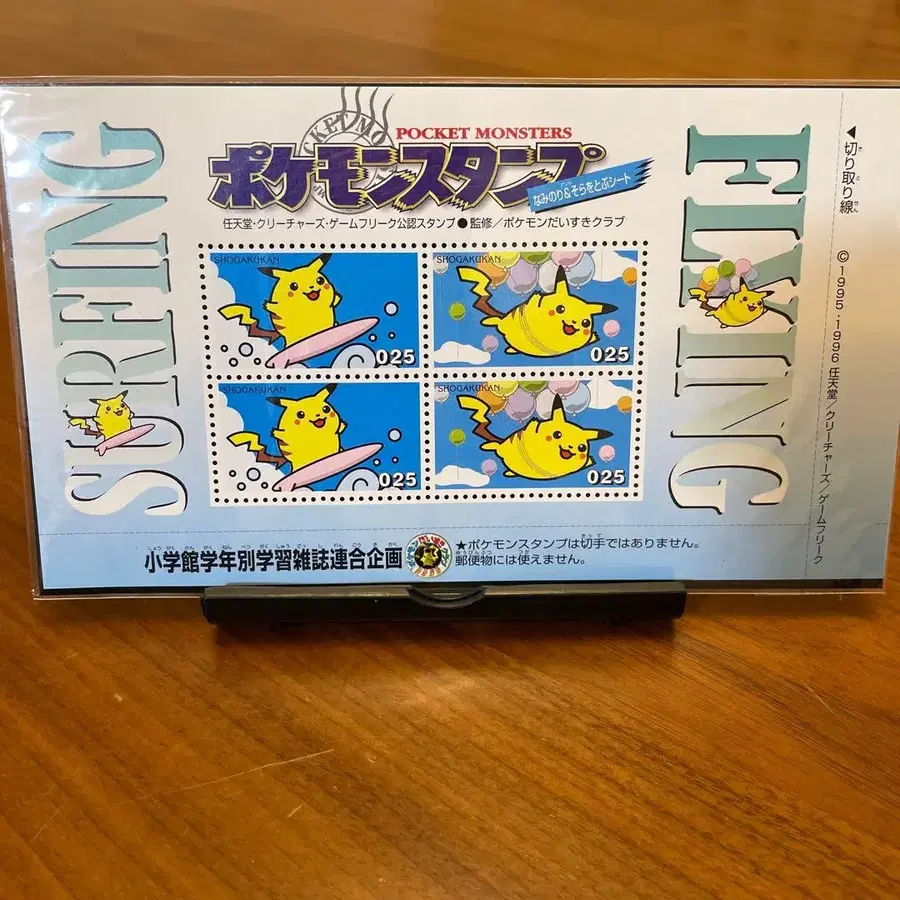 POCKET MONSTERS
ポケモンスタンプ
なみのり&そらをとぶシート
任天堂・クリーチャーズ・ゲームフリーク公認スタンプ●監修/ポケモンだいすきクラブ
SURFING
FLYING
SHOGAKUKAN
025
SHOGAKUKAN
025
SHOGAKUKAN
025
SHOGAKUKAN
025
◀切り取り線
©1995・1996 任天堂/クリーチャーズ/ゲームフリーク
小学館学年別学習雑誌連合企画
★ポケモンスタンプは切手ではありません。
郵便物には使えません。